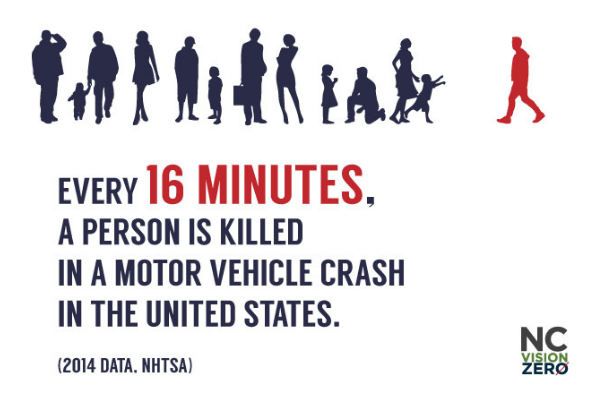 EVERY 16 MINUTES,
A PERSON IS KILLED
IN A MOTOR VEHICLE CRASH
IN THE UNITED STATES.
(2014 DATA. NHTSA)
NC
VISION
ZERØ